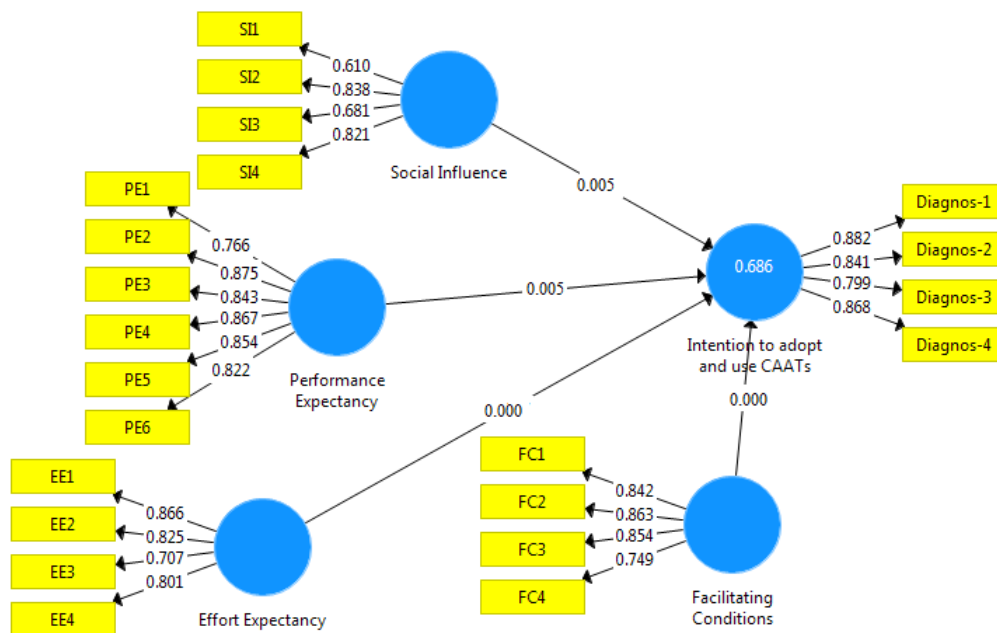 SI1
SI2
SI3
SI4
0.610
0.838
0.681
0.821
Social Influence
0.005
PE1
PE2
PE3
PE4
PE5
PE6
0.766
0.875
0.843
0.867
0.854
0.822
Performance
Expectancy
0.005
0.686
Intention to adopt
and use CAATs
Diagnos-1
Diagnos-2
Diagnos-3
Diagnos-4
0.882
0.841
0.799
0.868
EE1
EE2
EE3
EE4
0.866
0.825
0.707
0.801
Effort Expectancy
0.000
FC1
FC2
FC3
FC4
0.842
0.863
0.854
0.749
Facilitating
Conditions
0.000